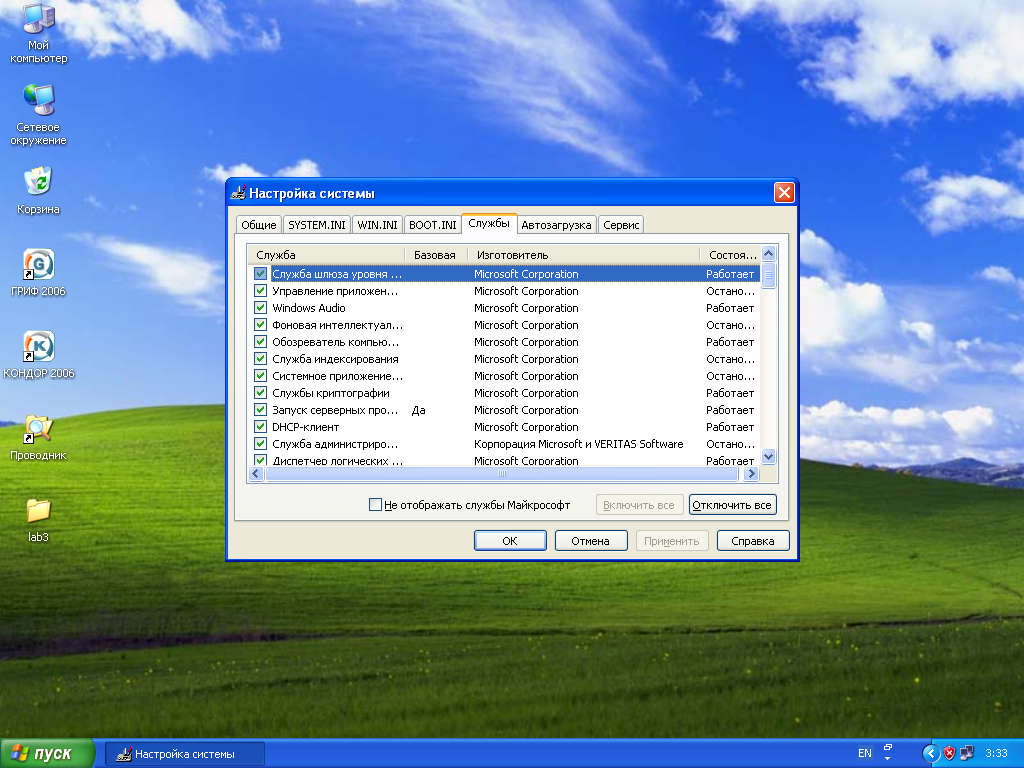 Мой
компьютер
Сетевое
окружение
Корзина
ГРИФ 2006
КОНДОР 2006
Проводник
lab3
Настройка системы
Общие SYSTEM.INI WIN.INI BOOT.INI Службы Автозагрузка Сервис
Служба Базовая Изготовитель Состоя...
Служба шлюза уровня ... Microsoft Corporation Работает
Управление приложен... Microsoft Corporation Остано...
Windows Audio Microsoft Corporation Работает
Фоновая интеллектуал... Microsoft Corporation Остано...
Обозреватель компью... Microsoft Corporation Работает
Служба индексирования Microsoft Corporation Остано...
Системное приложение... Microsoft Corporation Остано...
Службы криптографии Microsoft Corporation Работает
Запуск серверных про... Да Microsoft Corporation Работает
DHCP-клиент Microsoft Corporation Работает
Служба администриро... Корпорация Microsoft и VERITAS Software Остано...
Диспетчер логических ... Microsoft Corporation Работает
Не отображать службы Майкрософт Включить все Отключить все
ОК Отмена Применить Справка
пуск Настройка системы EN 3:33